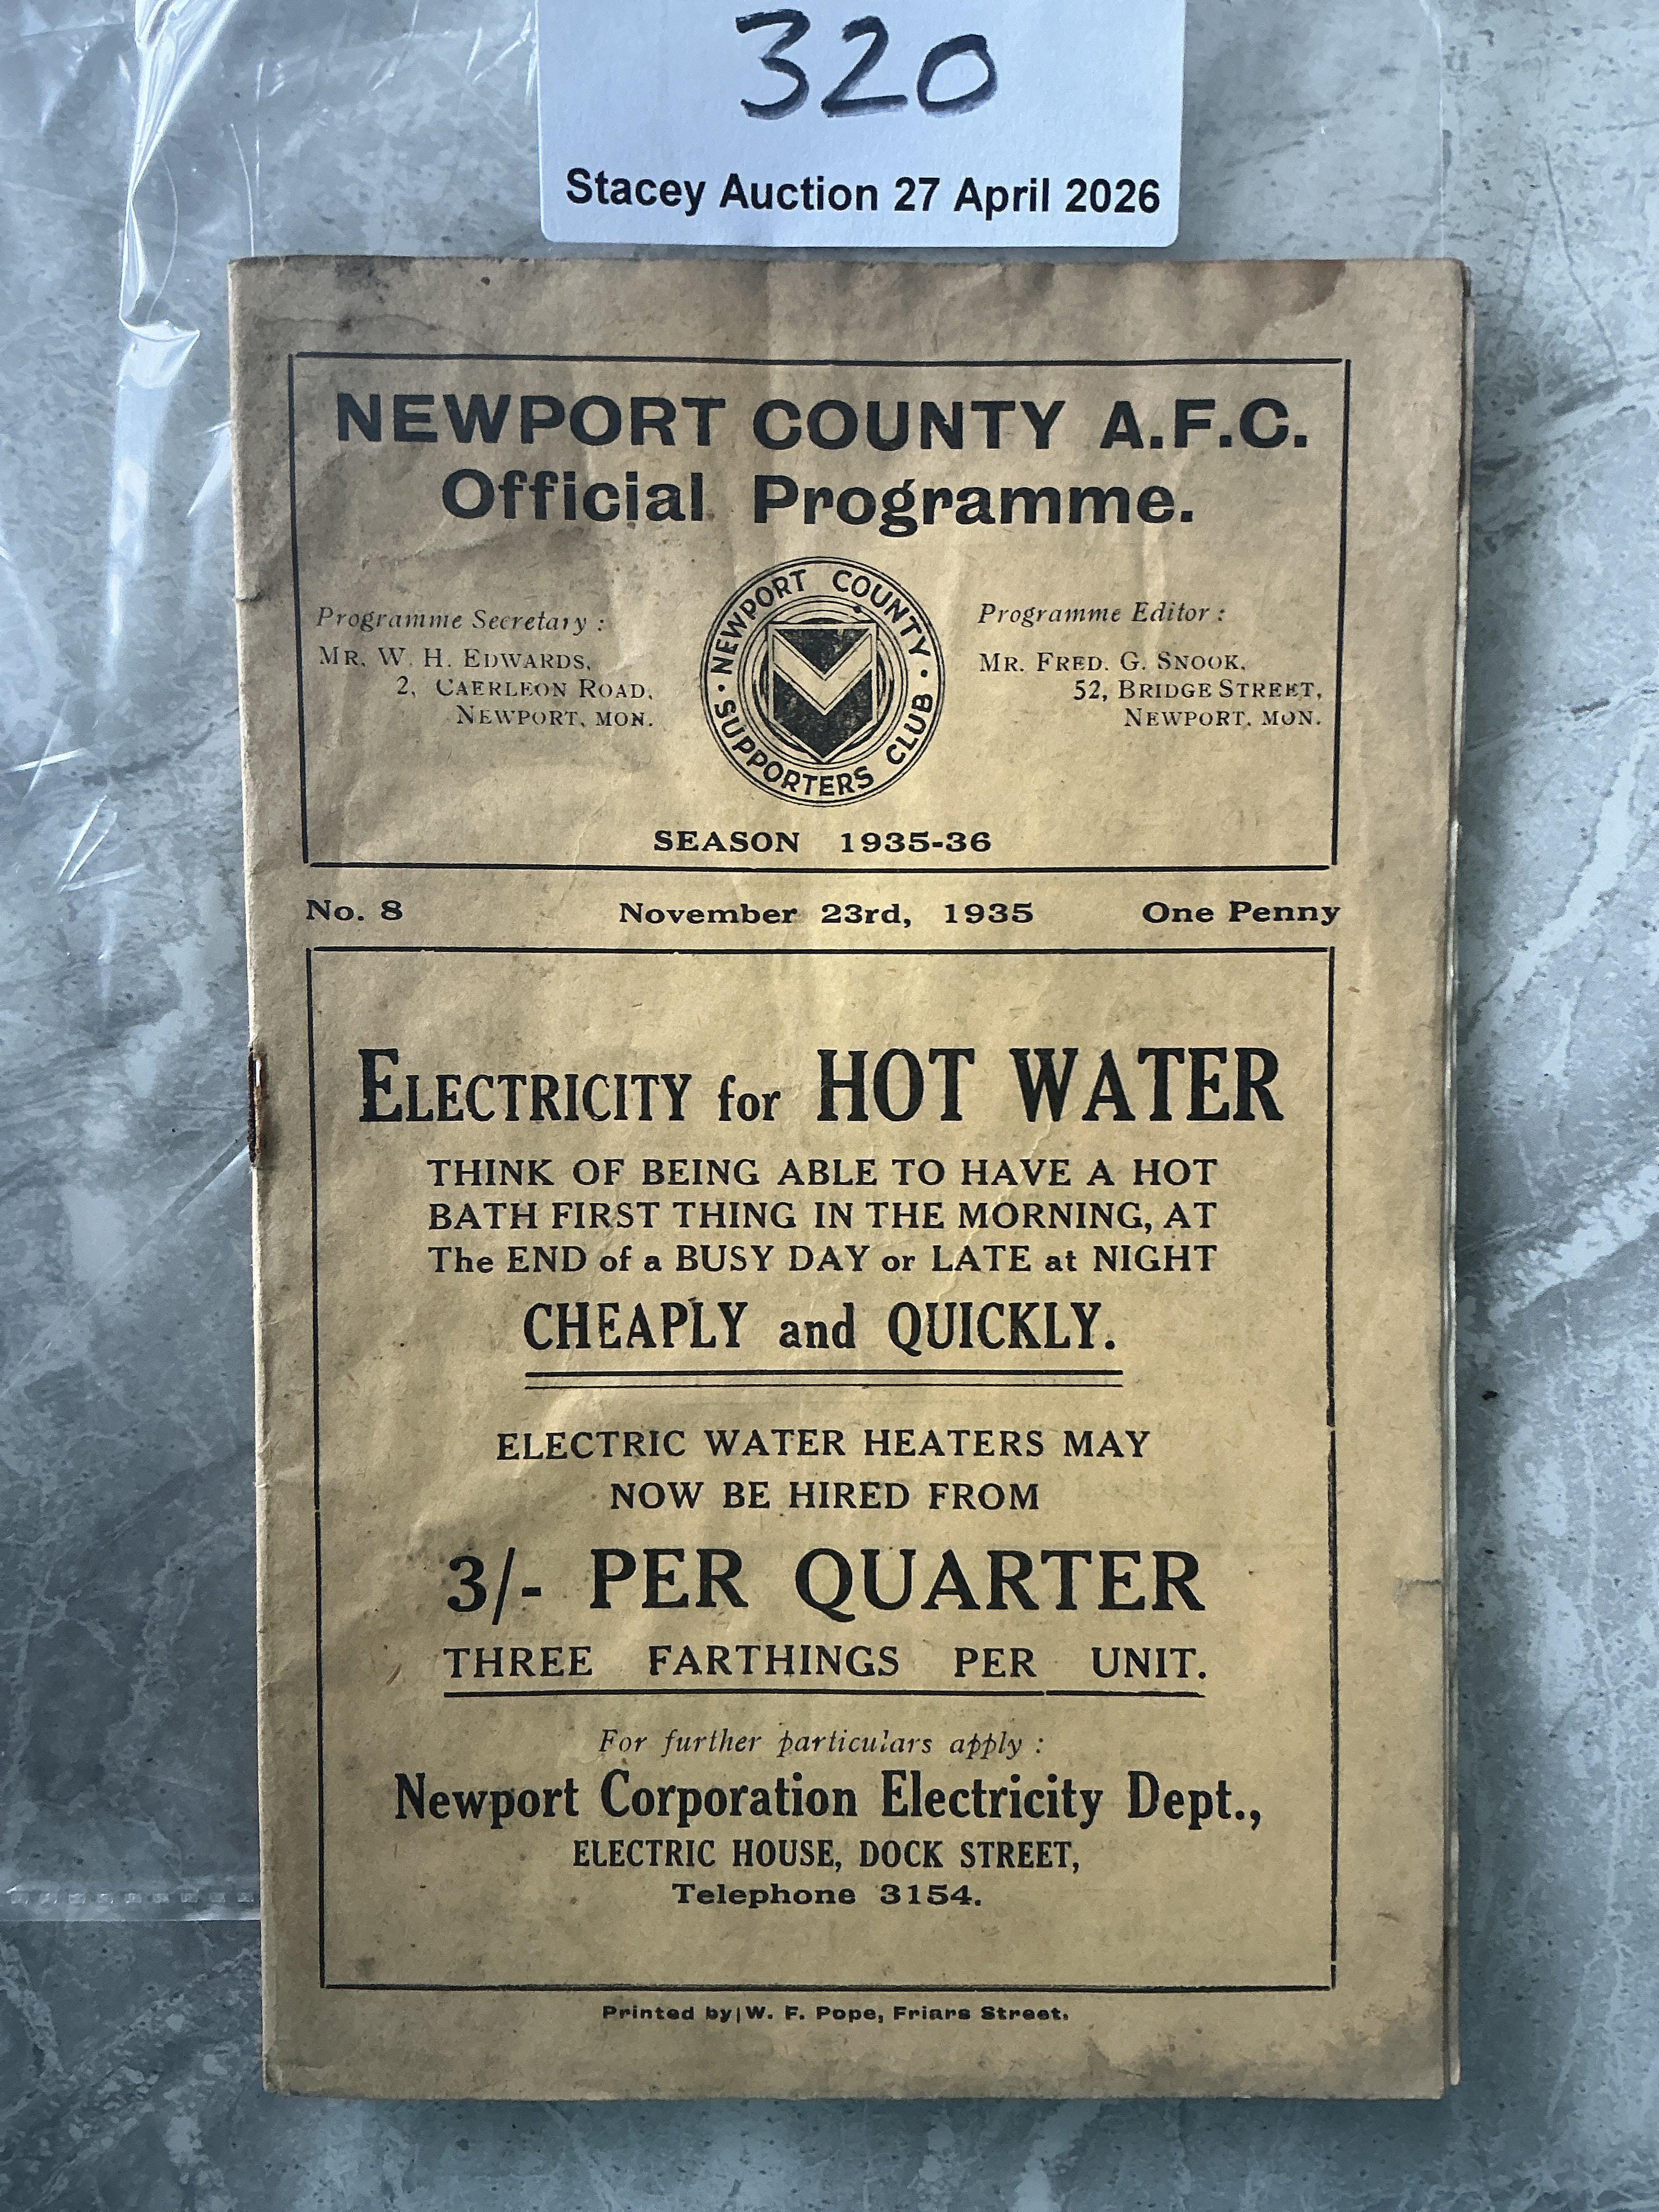 320
Stacey Auction 27 April 2026
NEWPORT COUNTY A.F.C.
Official Programme.
Programme Secretary :
MR. W. H. EDWARDS,
2, CAERLEON ROAD,
NEWPORT, MON.
NEWPORT COUNTY
SUPPORTERS CLUB
Programme Editor :
MR. FRED. G. SNOOK,
52, BRIDGE STREET,
NEWPORT, MON.
SEASON 1935-36
No. 8 November 23rd, 1935 One Penny
ELECTRICITY for HOT WATER
THINK OF BEING ABLE TO HAVE A HOT
BATH FIRST THING IN THE MORNING, AT
The END of a BUSY DAY or LATE at NIGHT
CHEAPLY and QUICKLY.
ELECTRIC WATER HEATERS MAY
NOW BE HIRED FROM
3/- PER QUARTER
THREE FARTHINGS PER UNIT.
For further particulars apply :
Newport Corporation Electricity Dept.,
ELECTRIC HOUSE, DOCK STREET,
Telephone 3154.
Printed by W. F. Pope, Friars Street.